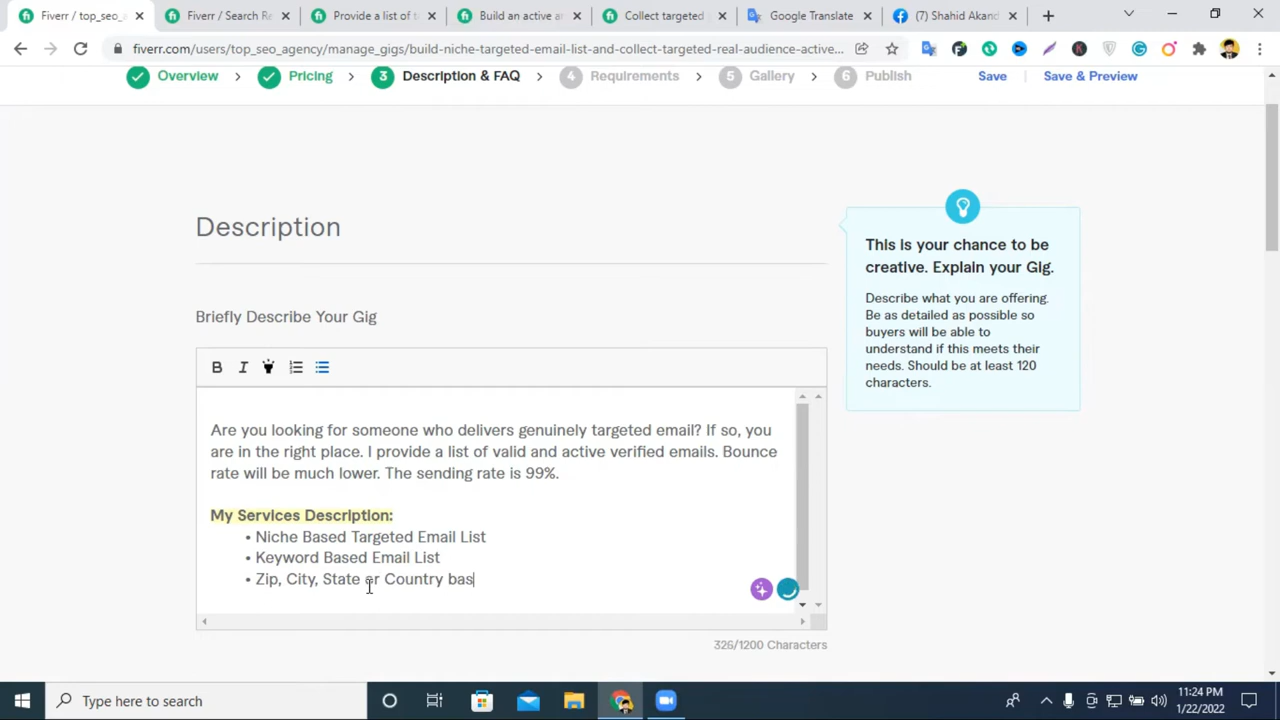 Fiverr / top_seo_
Fiverr / Search Re
Provide a list of t
Build an active ar
Collect targeted
Google Translate
(7) Shahid Akand
fiverr.com/users/top_seo_agency/manage_gigs/build-niche-targeted-email-list-and-collect-targeted-real-audience-active...
Overview
Pricing
3 Description & FAQ
4 Requirements
5 Gallery
6 Publish
Save
Save & Preview
Description
Briefly Describe Your Gig
Are you looking for someone who delivers genuinely targeted email? If so, you
are in the right place. I provide a list of valid and active verified emails. Bounce
rate will be much lower. The sending rate is 99%.
My Services Description:
• Niche Based Targeted Email List
• Keyword Based Email List
• Zip, City, State or Country bas
326/1200 Characters
This is your chance to be
creative. Explain your Gig.
Describe what you are offering.
Be as detailed as possible so
buyers will be able to
understand if this meets their
needs. Should be at least 120
characters.
Type here to search
11:24 PM
1/22/2022